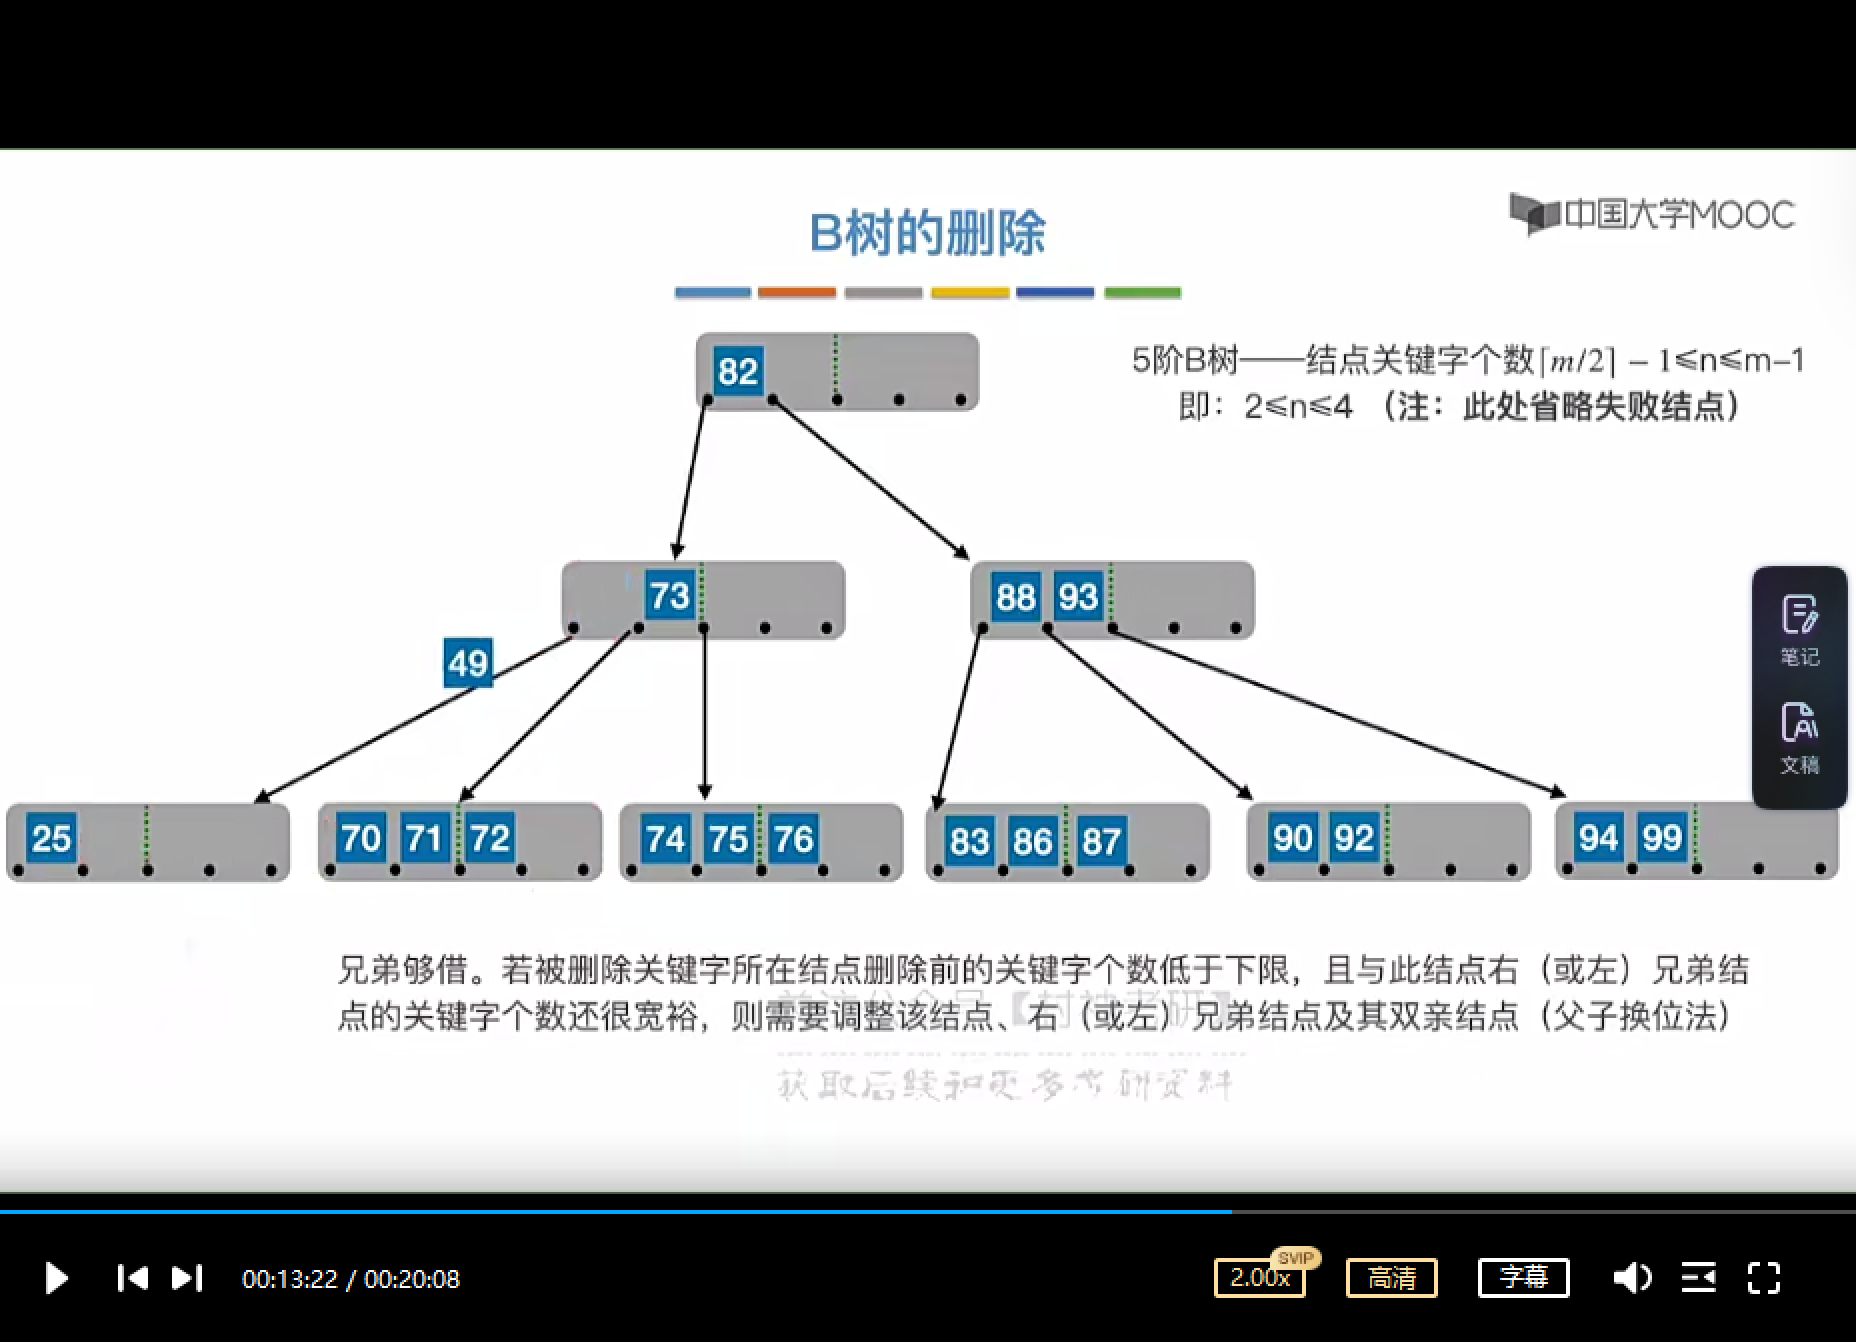 B树的删除
中国大学MOOC
82
5阶B树——结点关键字个数⌈m/2⌉ − 1≤n≤m−1
即：2≤n≤4 （注：此处省略失败结点）
73
88 93
49
笔记
文稿
25
70 71 72
74 75 76
83 86 87
90 92
94 99
兄弟够借。若被删除关键字所在结点删除前的关键字个数低于下限，且与此结点右（或左）兄弟结
点的关键字个数还很宽裕，则需要调整该结点、右（或左）兄弟结点及其双亲结点（父子换位法）
获取后续和更多考研资料
00:13:22 / 00:20:08
SVIP
2.00x
高清
字幕